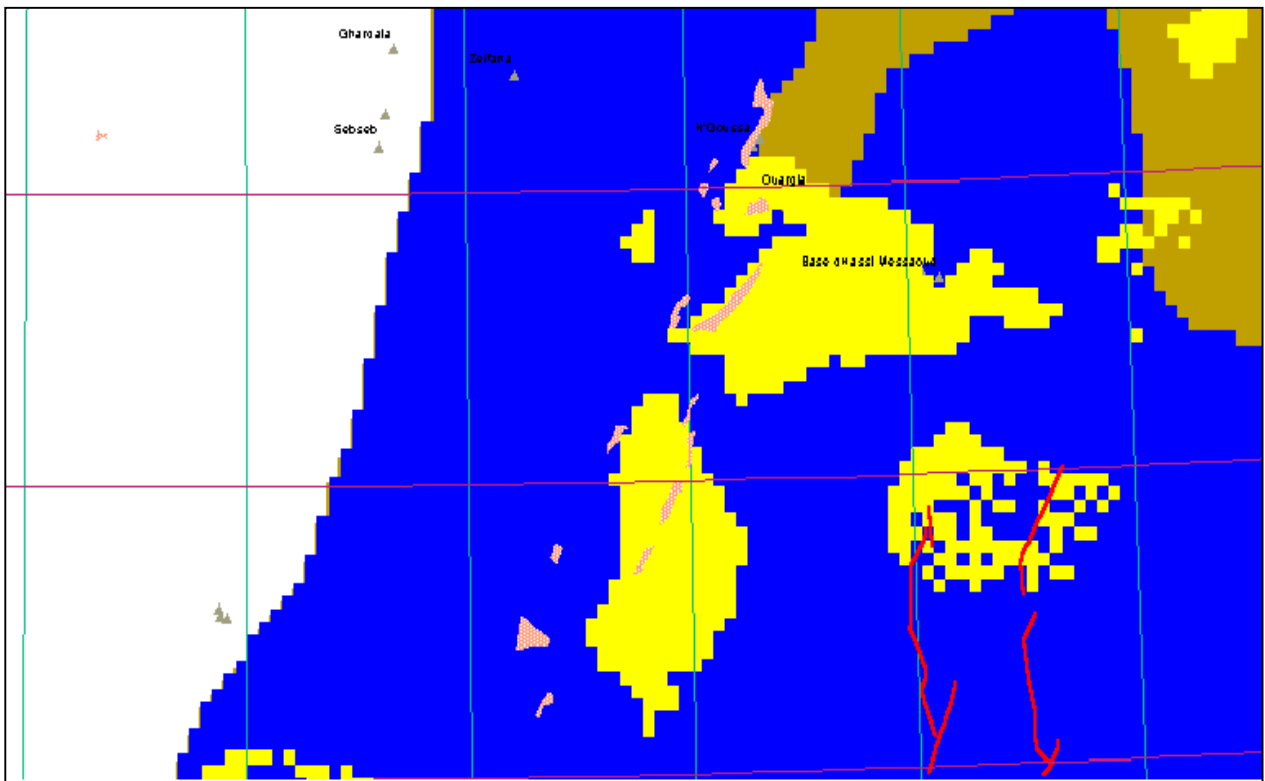 Ghardaia
Zelfana
Sebseb
N'Goussa
Ouargla
Base d'Hassi Messaoud